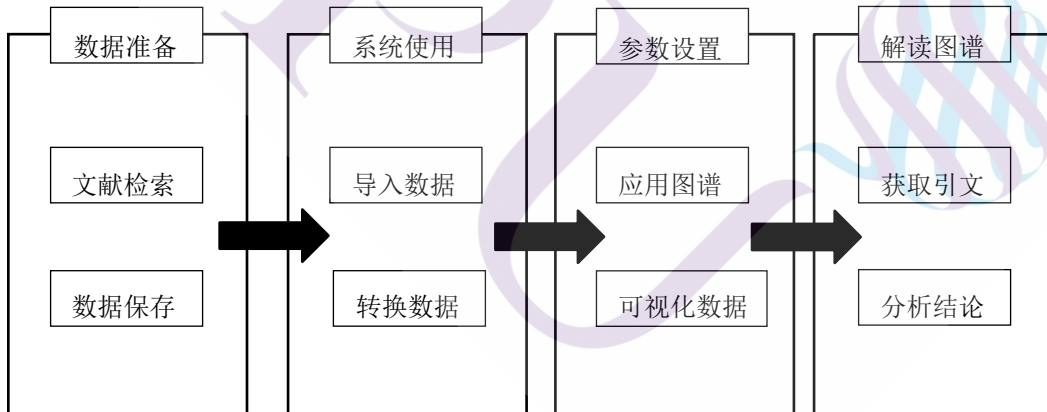 数据准备
文献检索
数据保存
系统使用
导入数据
转换数据
参数设置
应用图谱
可视化数据
解读图谱
获取引文
分析结论